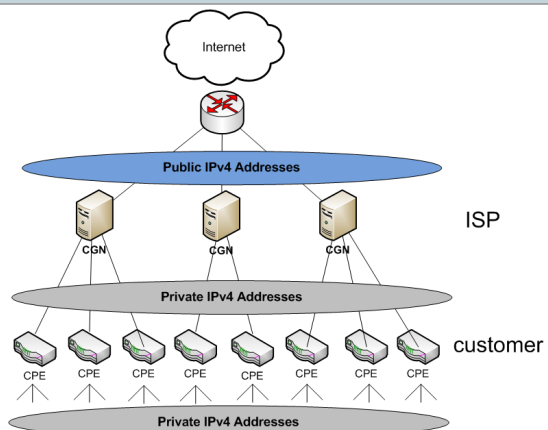 Internet
Public IPv4 Addresses
ISP
CGN CGN CGN
Private IPv4 Addresses
customer
CPE CPE CPE CPE CPE CPE CPE CPE
Private IPv4 Addresses